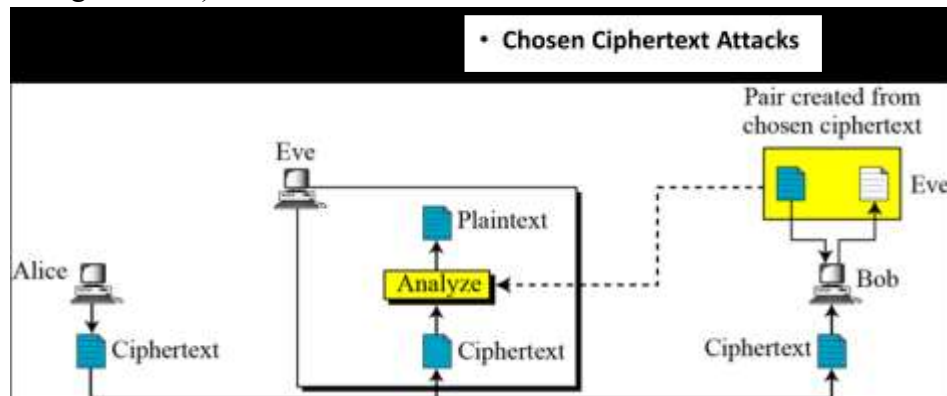 • Chosen Ciphertext Attacks
Pair created from
chosen ciphertext
Eve
Eve
Plaintext
Alice
Analyze
Bob
Ciphertext
Ciphertext
Ciphertext